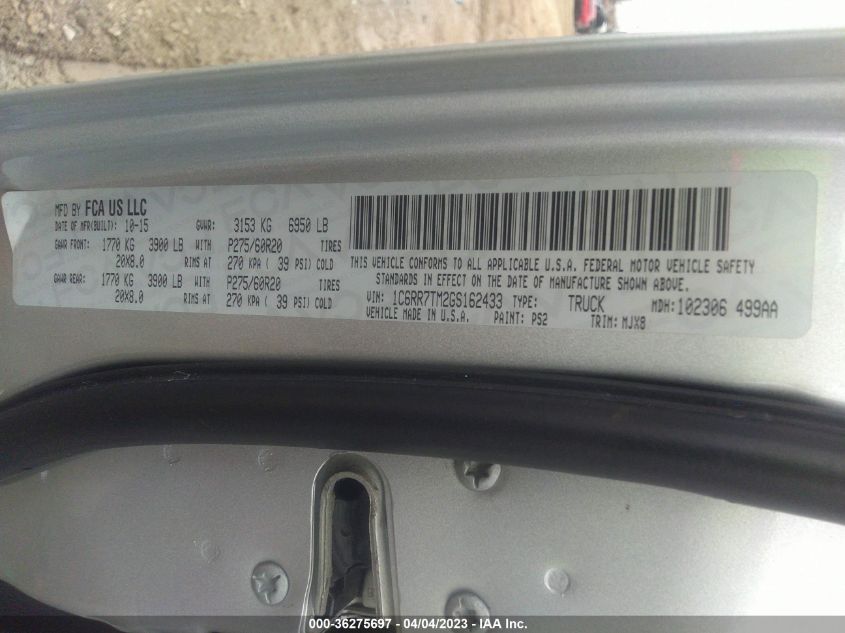 MFD BY FCA US LLC
DATE OF MFR(BUILT): 10-15 GVWR: 3153 KG 6950 LB
GAWR FRONT: 1770 KG 3900 LB WITH P275/60R20 TIRES
20X8.0 RIMS AT 270 KPA ( 39 PSI) COLD
GAWR REAR: 1770 KG 3900 LB WITH P275/60R20 TIRES
20X8.0 RIMS AT 270 KPA ( 39 PSI) COLD
THIS VEHICLE CONFORMS TO ALL APPLICABLE U.S.A. FEDERAL MOTOR VEHICLE SAFETY
STANDARDS IN EFFECT ON THE DATE OF MANUFACTURE SHOWN ABOVE.
VIN: 1C6RR7TM2GS162433 TYPE: TRUCK MDH:102306 499AA
VEHICLE MADE IN U.S.A. PAINT: PS2 TRIM: MJX8
000-36275697 - 04/04/2023 - IAA Inc.